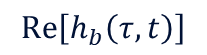 Re[h_b(τ, t)]